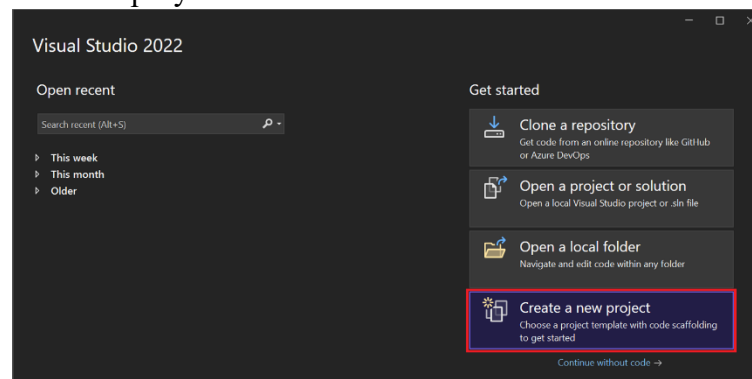 Visual Studio 2022
Open recent
Search recent (Alt+S)
This week
This month
Older
Get started
Clone a repository
Get code from an online repository like GitHub
or Azure DevOps
Open a project or solution
Open a local Visual Studio project or .sln file
Open a local folder
Navigate and edit code within any folder
Create a new project
Choose a project template with code scaffolding
to get started
Continue without code →